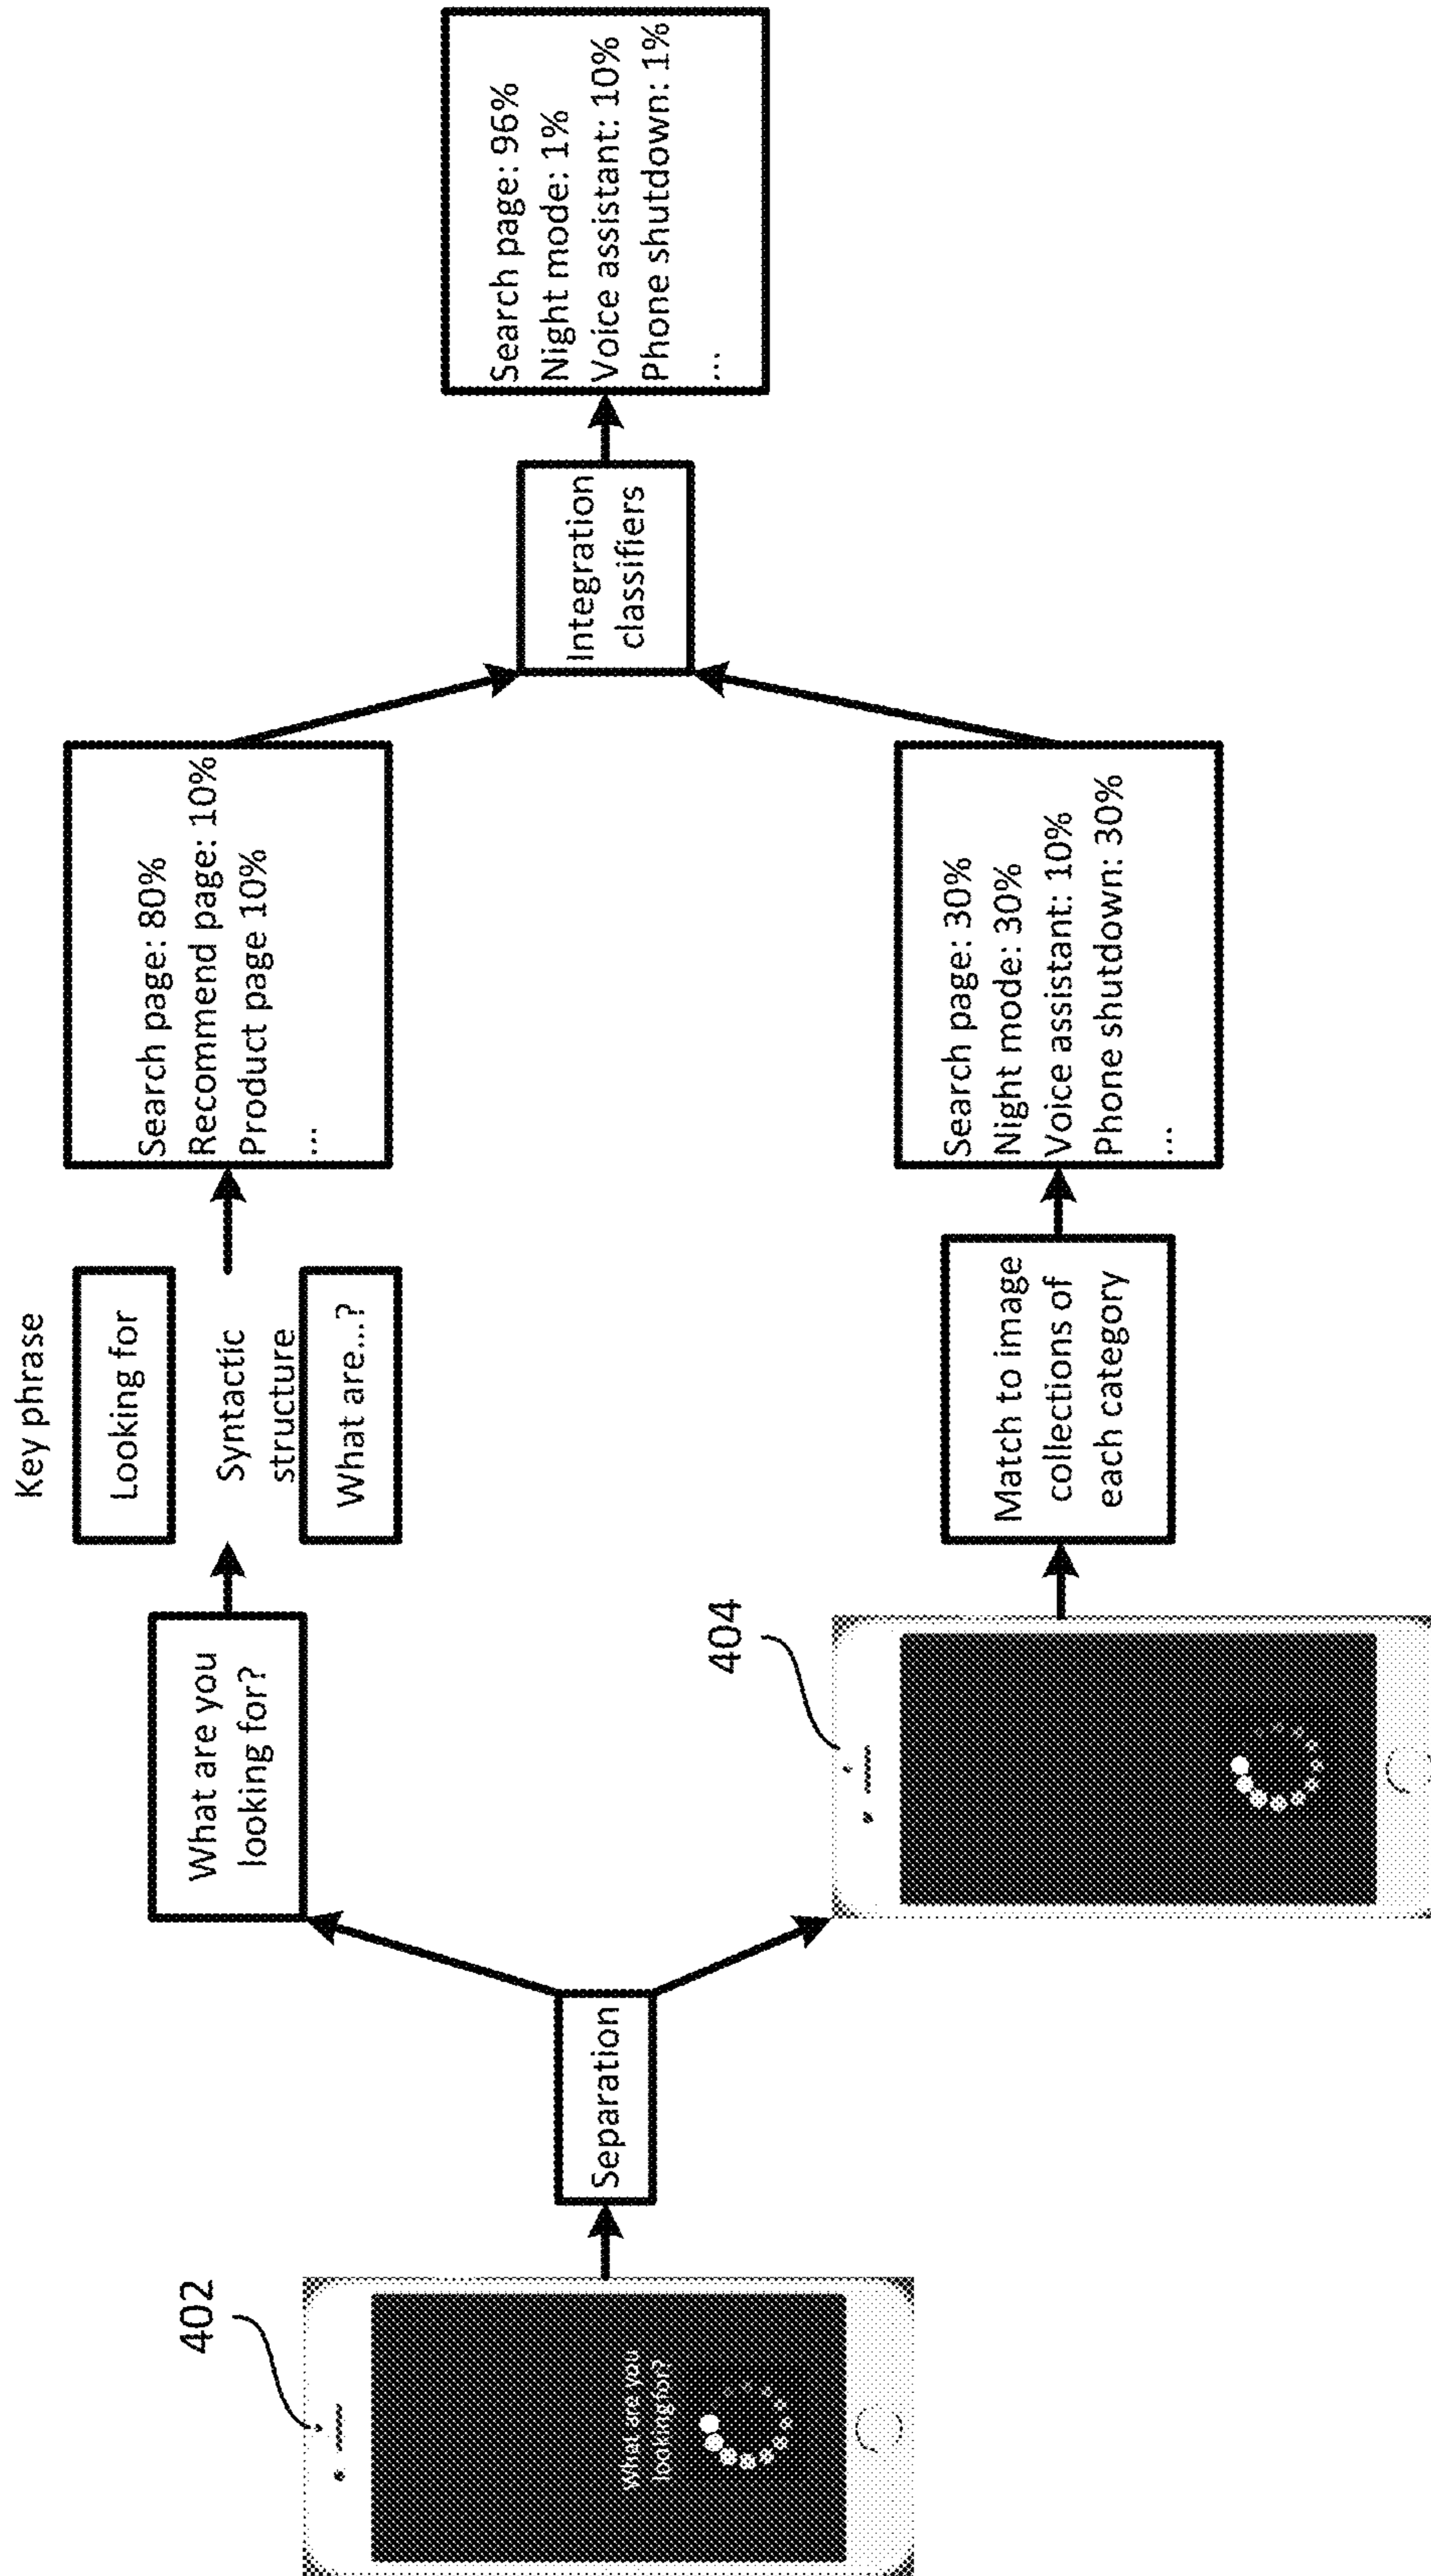 402
What are you
looking for?
Separation
What are you
looking for?
Key phrase
Looking for
Syntactic
structure
What are...?
Search page: 80%
Recommend page: 10%
Product page 10%
...
404
Match to image
collections of
each category
Search page: 30%
Night mode: 30%
Voice assistant: 10%
Phone shutdown: 30%
...
Integration
classifiers
Search page: 96%
Night mode: 1%
Voice assistant: 10%
Phone shutdown: 1%
...